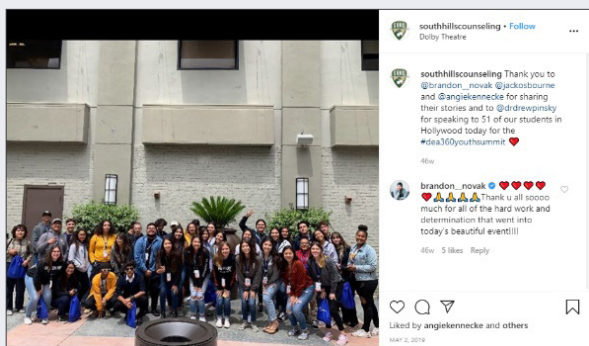 southhillscounseling • Follow
Dolby Theatre
southhillscounseling Thank you to
@brandon__novak @jackosbourne
and @angiekennecke for sharing
their stories and to @drdrewpinsky
for speaking to 51 of our students in
Hollywood today for the
#dea360youthsummit ❤️
46w
brandon__novak ❤️❤️❤️❤️
❤️🙏🙏🙏🙏Thank u all soooo
much for all of the hard work and
determination that went into
today's beautiful event!!!!
46w 5 likes Reply
Liked by angiekennecke and others
MAY 2, 2019